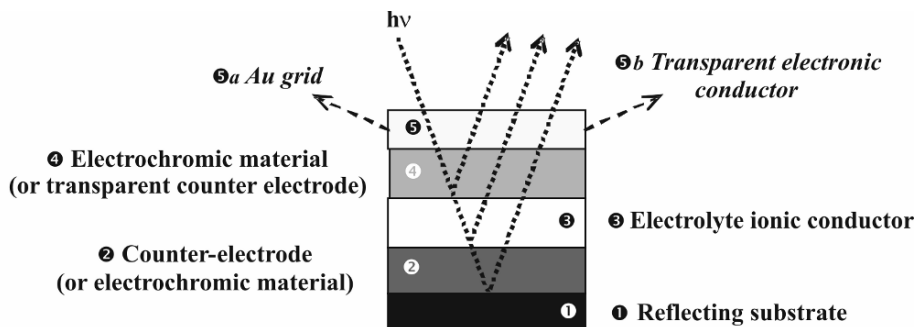 hν
❺a Au grid
❺b Transparent electronic
conductor
❺
❹ Electrochromic material
(or transparent counter electrode)
❹
❸
❸ Electrolyte ionic conductor
❷ Counter-electrode
(or electrochromic material)
❷
❶
❶ Reflecting substrate